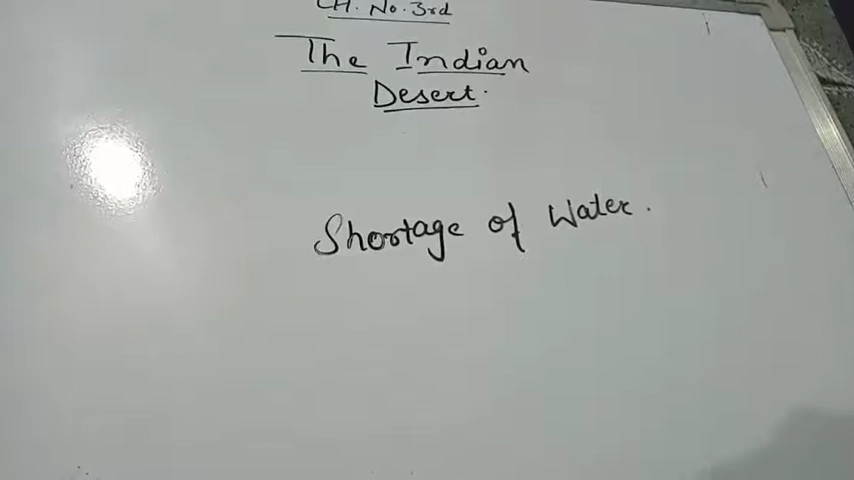 CH. No. 3rd
The Indian
Desert.
Shortage of Water.